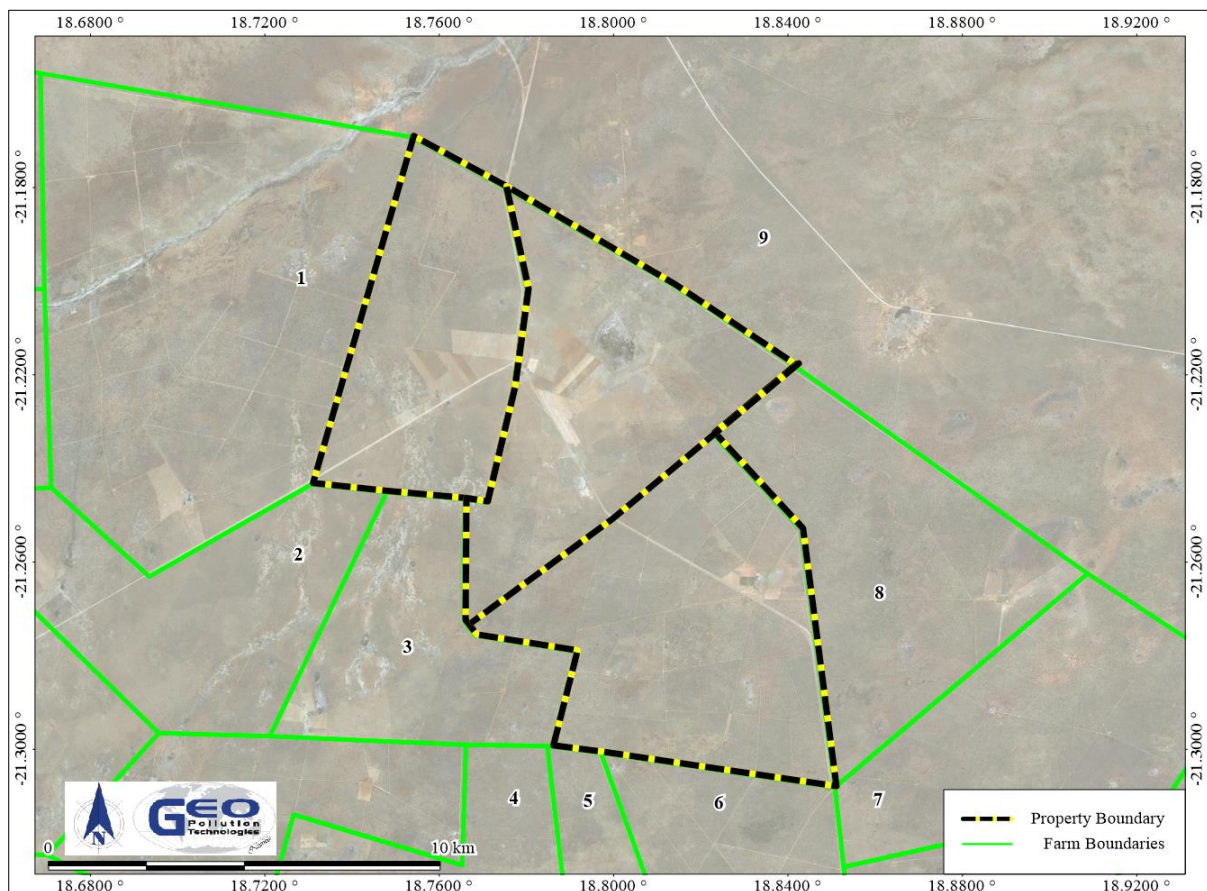 18.6800 ° 18.7200 ° 18.7600 ° 18.8000 ° 18.8400 ° 18.8800 ° 18.9200 °
-21.1800 ° -21.1800 °
9
1
-21.2200 ° -21.2200 °
2
-21.2600 ° -21.2600 °
8
3
-21.3000 ° -21.3000 °
4 5 6 7
N
GEO
Pollution
Technologies
0 10 km
Property Boundary
Farm Boundaries
18.6800 ° 18.7200 ° 18.7600 ° 18.8000 ° 18.8400 ° 18.8800 ° 18.9200 °